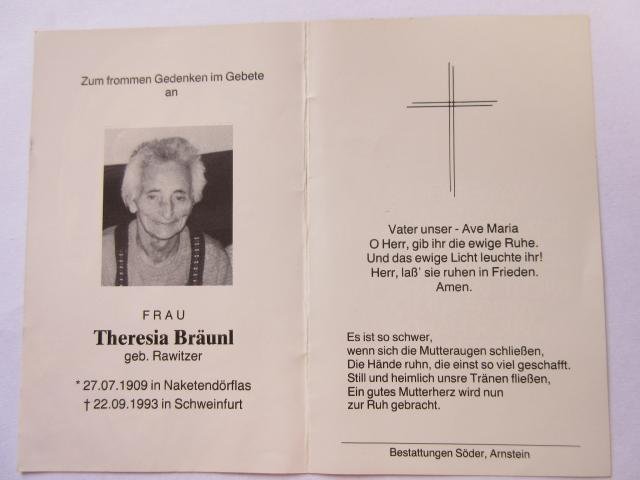 Zum frommen Gedenken im Gebete
an
FRAU
Theresia Bräunl
geb. Rawitzer
* 27.07.1909 in Naketendörflas
† 22.09.1993 in Schweinfurt
Vater unser - Ave Maria
O Herr, gib ihr die ewige Ruhe.
Und das ewige Licht leuchte ihr!
Herr, laß' sie ruhen in Frieden.
Amen.
Es ist so schwer,
wenn sich die Mutteraugen schließen,
Die Hände ruhn, die einst so viel geschafft.
Still und heimlich unsre Tränen fließen,
Ein gutes Mutterherz wird nun
zur Ruh gebracht.
Bestattungen Söder, Arnstein